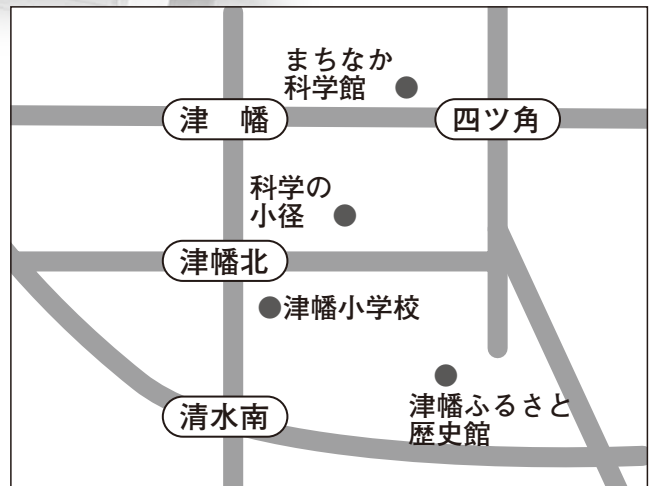 まちなか
科学館
津　幡
四ツ角
科学の
小径
津幡北
津幡小学校
津幡ふるさと
歴史館
清水南